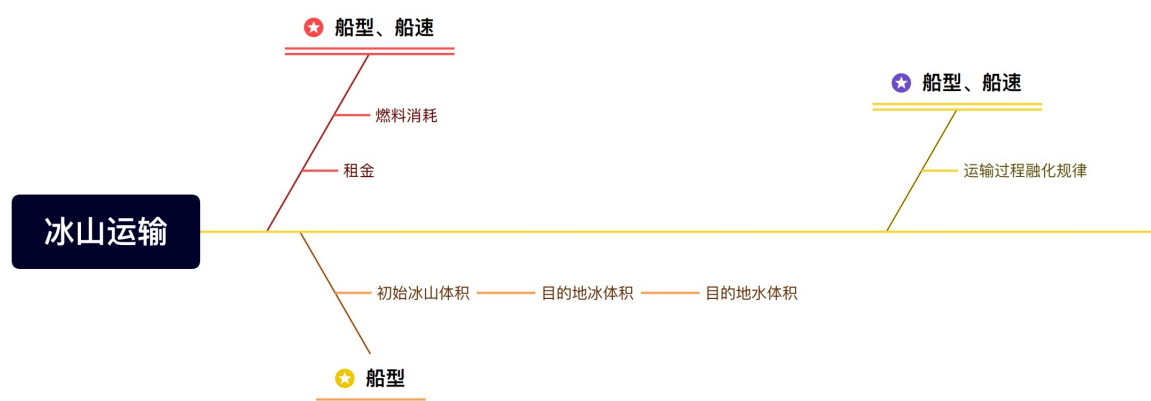 船型、船速
船型、船速
燃料消耗
租金
运输过程融化规律
冰山运输
初始冰山体积
目的地冰体积
目的地水体积
船型